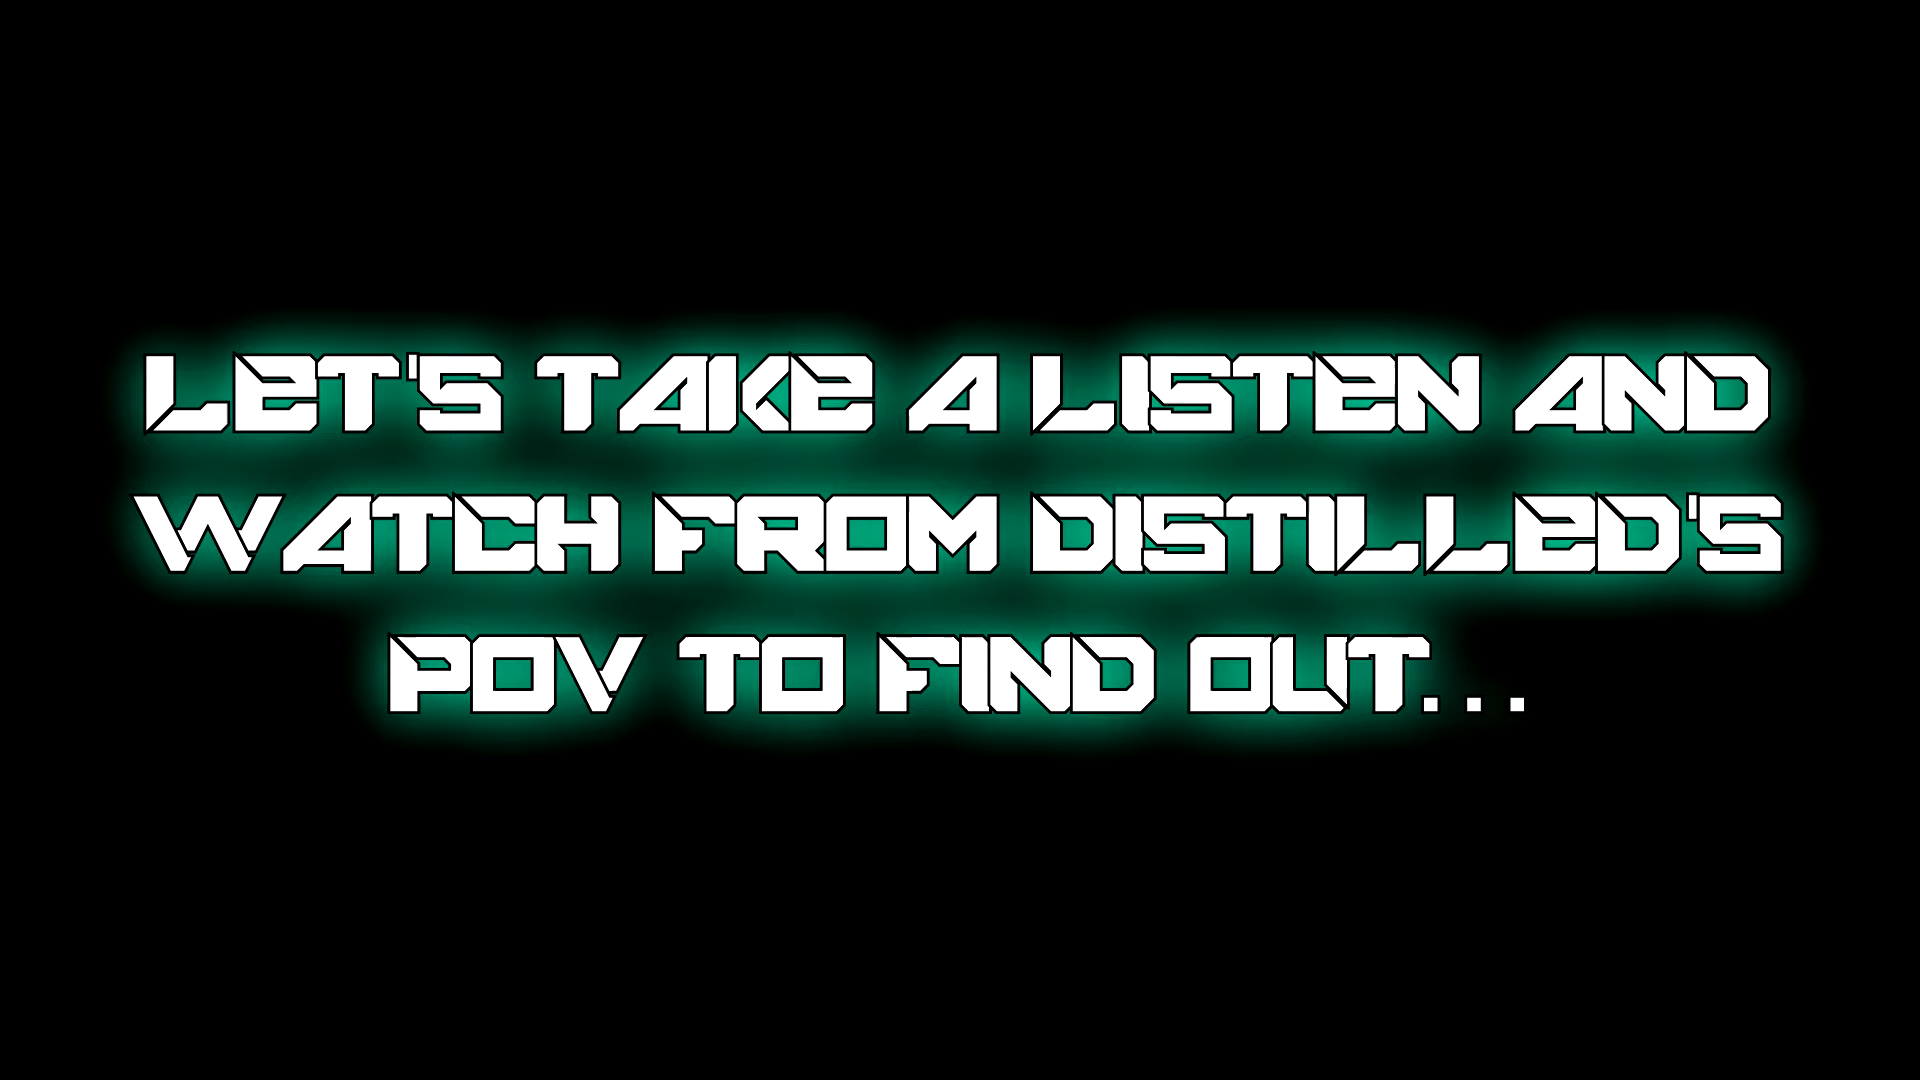 LET'S TAKE A LISTEN AND
WATCH FROM DISTILLED'S
POV TO FIND OUT...